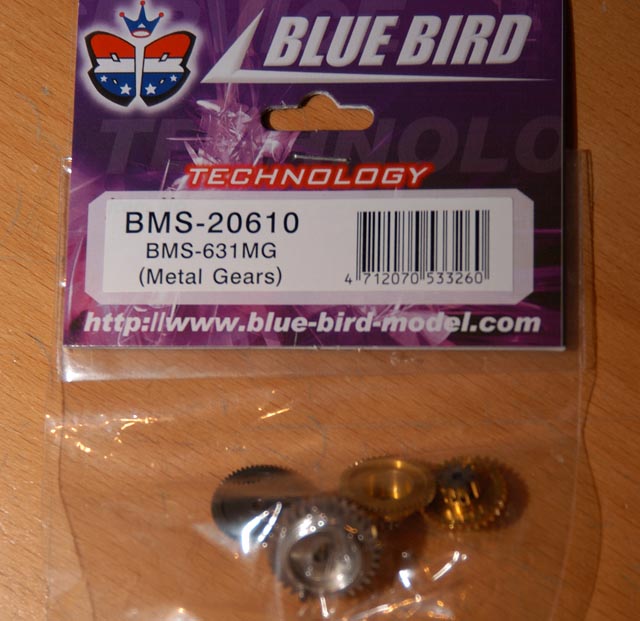 BLUE BIRD
TECHNOLOGY
BMS-20610
BMS-631MG
(Metal Gears)
4 712070 533260
http://www.blue-bird-model.com